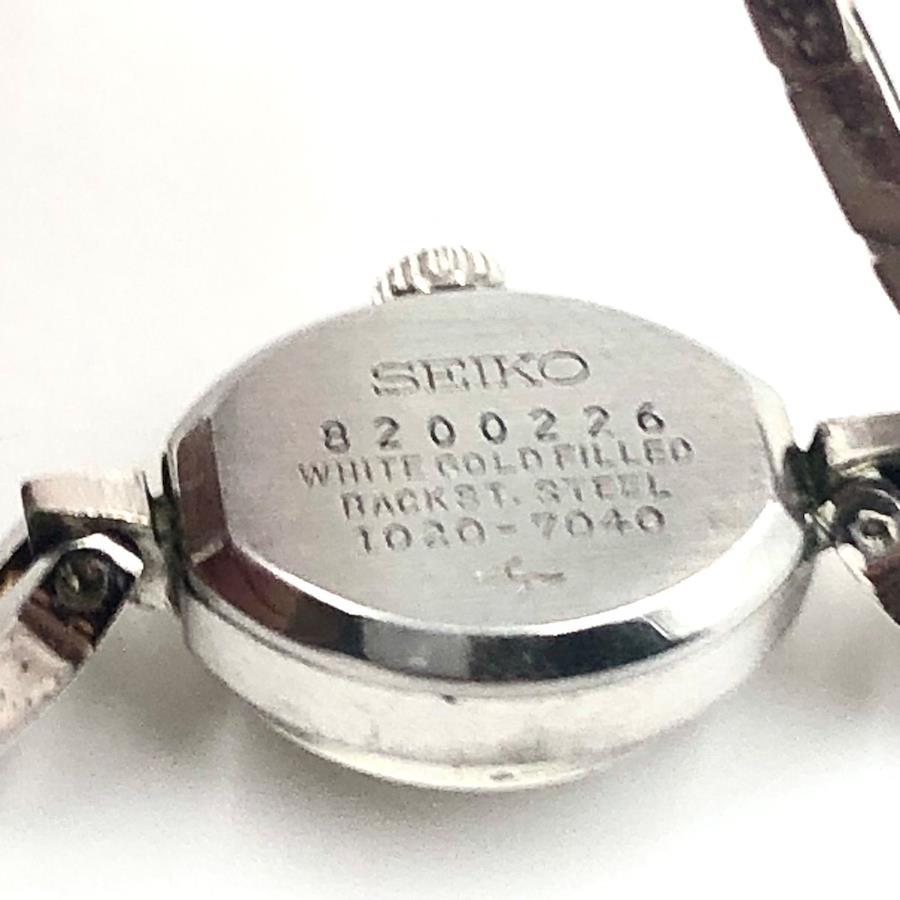 SEIKO
8200226
WHITE GOLD FILLED
BACK ST. STEEL
1020-7040